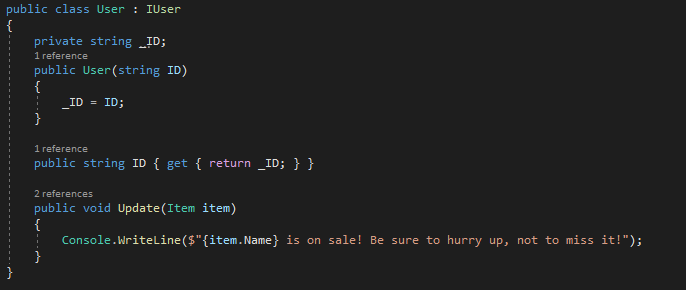 public class User : IUser
{
private string _ID;
1 reference
public User(string ID)
{
_ID = ID;
}
1 reference
public string ID { get { return _ID; } }
2 references
public void Update(Item item)
{
Console.WriteLine($"{item.Name} is on sale! Be sure to hurry up, not to miss it!");
}
}